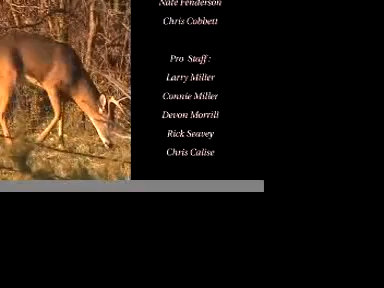 Nate Fenderson
Chris Cobbett
Pro Staff:
Larry Miller
Connie Miller
Devon Morrill
Rick Seavey
Chris Calise